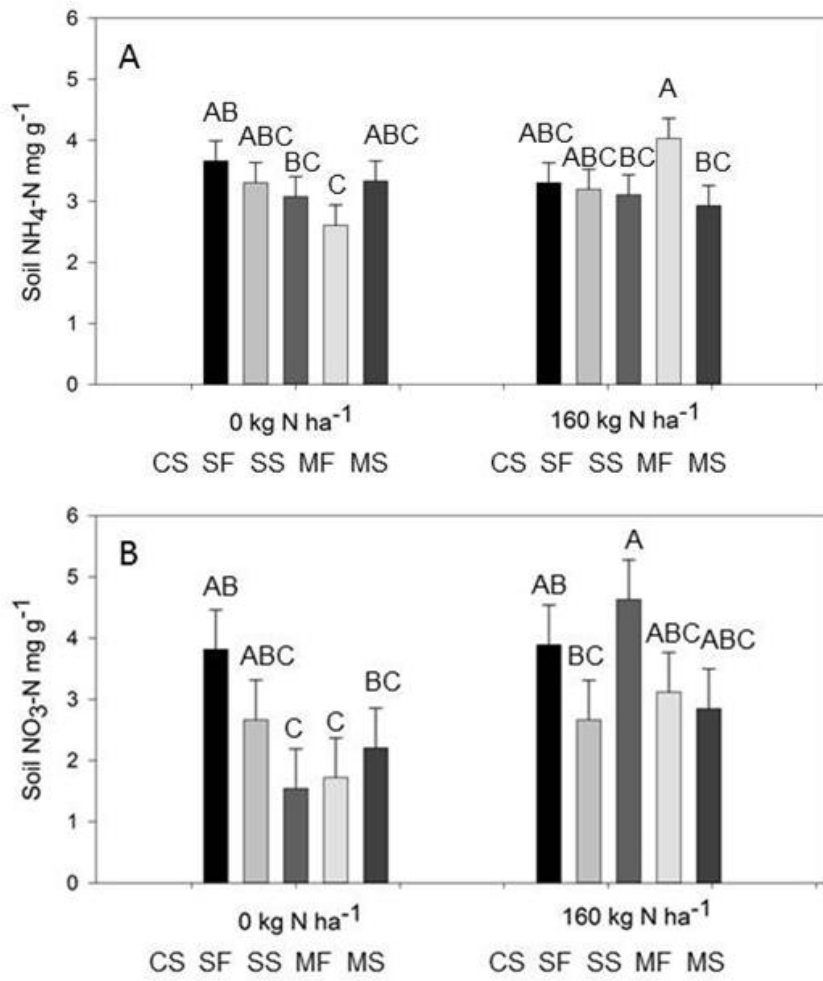 6
A
A
5
AB
ABC
ABC
ABC
ABC
BC
BC
BC
4
C
3
2
1
0
Soil NH4-N mg g-1
0 kg N ha-1
160 kg N ha-1
CS SF SS MF MS
CS SF SS MF MS
6
B
A
5
AB
AB
ABC
ABC
ABC
4
BC
BC
3
C
C
2
1
0
Soil NO3-N mg g-1
0 kg N ha-1
160 kg N ha-1
CS SF SS MF MS
CS SF SS MF MS